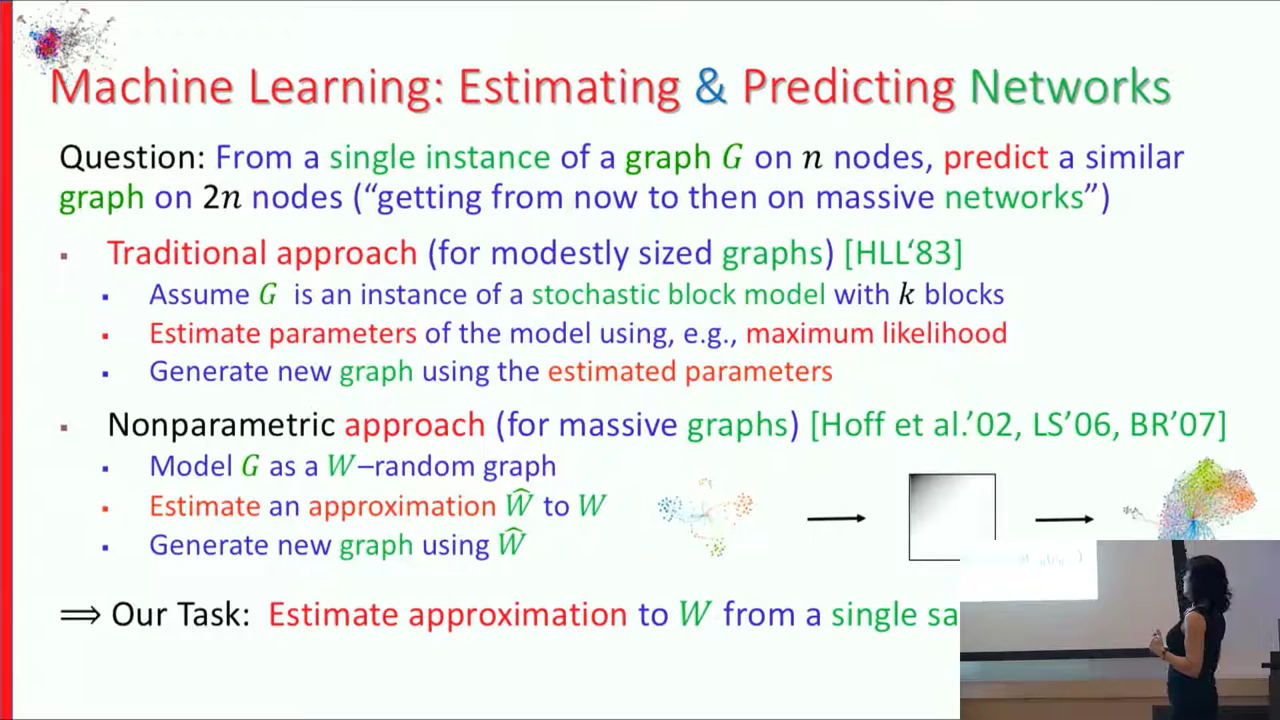 Machine Learning: Estimating & Predicting Networks
Question: From a single instance of a graph G on n nodes, predict a similar
graph on 2n nodes (“getting from now to then on massive networks”)
▪ Traditional approach (for modestly sized graphs) [HLL‘83]
▪ Assume G is an instance of a stochastic block model with k blocks
▪ Estimate parameters of the model using, e.g., maximum likelihood
▪ Generate new graph using the estimated parameters
▪ Nonparametric approach (for massive graphs) [Hoff et al.’02, LS’06, BR’07]
▪ Model G as a W–random graph
▪ Estimate an approximation Ŵ to W
▪ Generate new graph using Ŵ
⟹ Our Task: Estimate approximation to W from a single sa